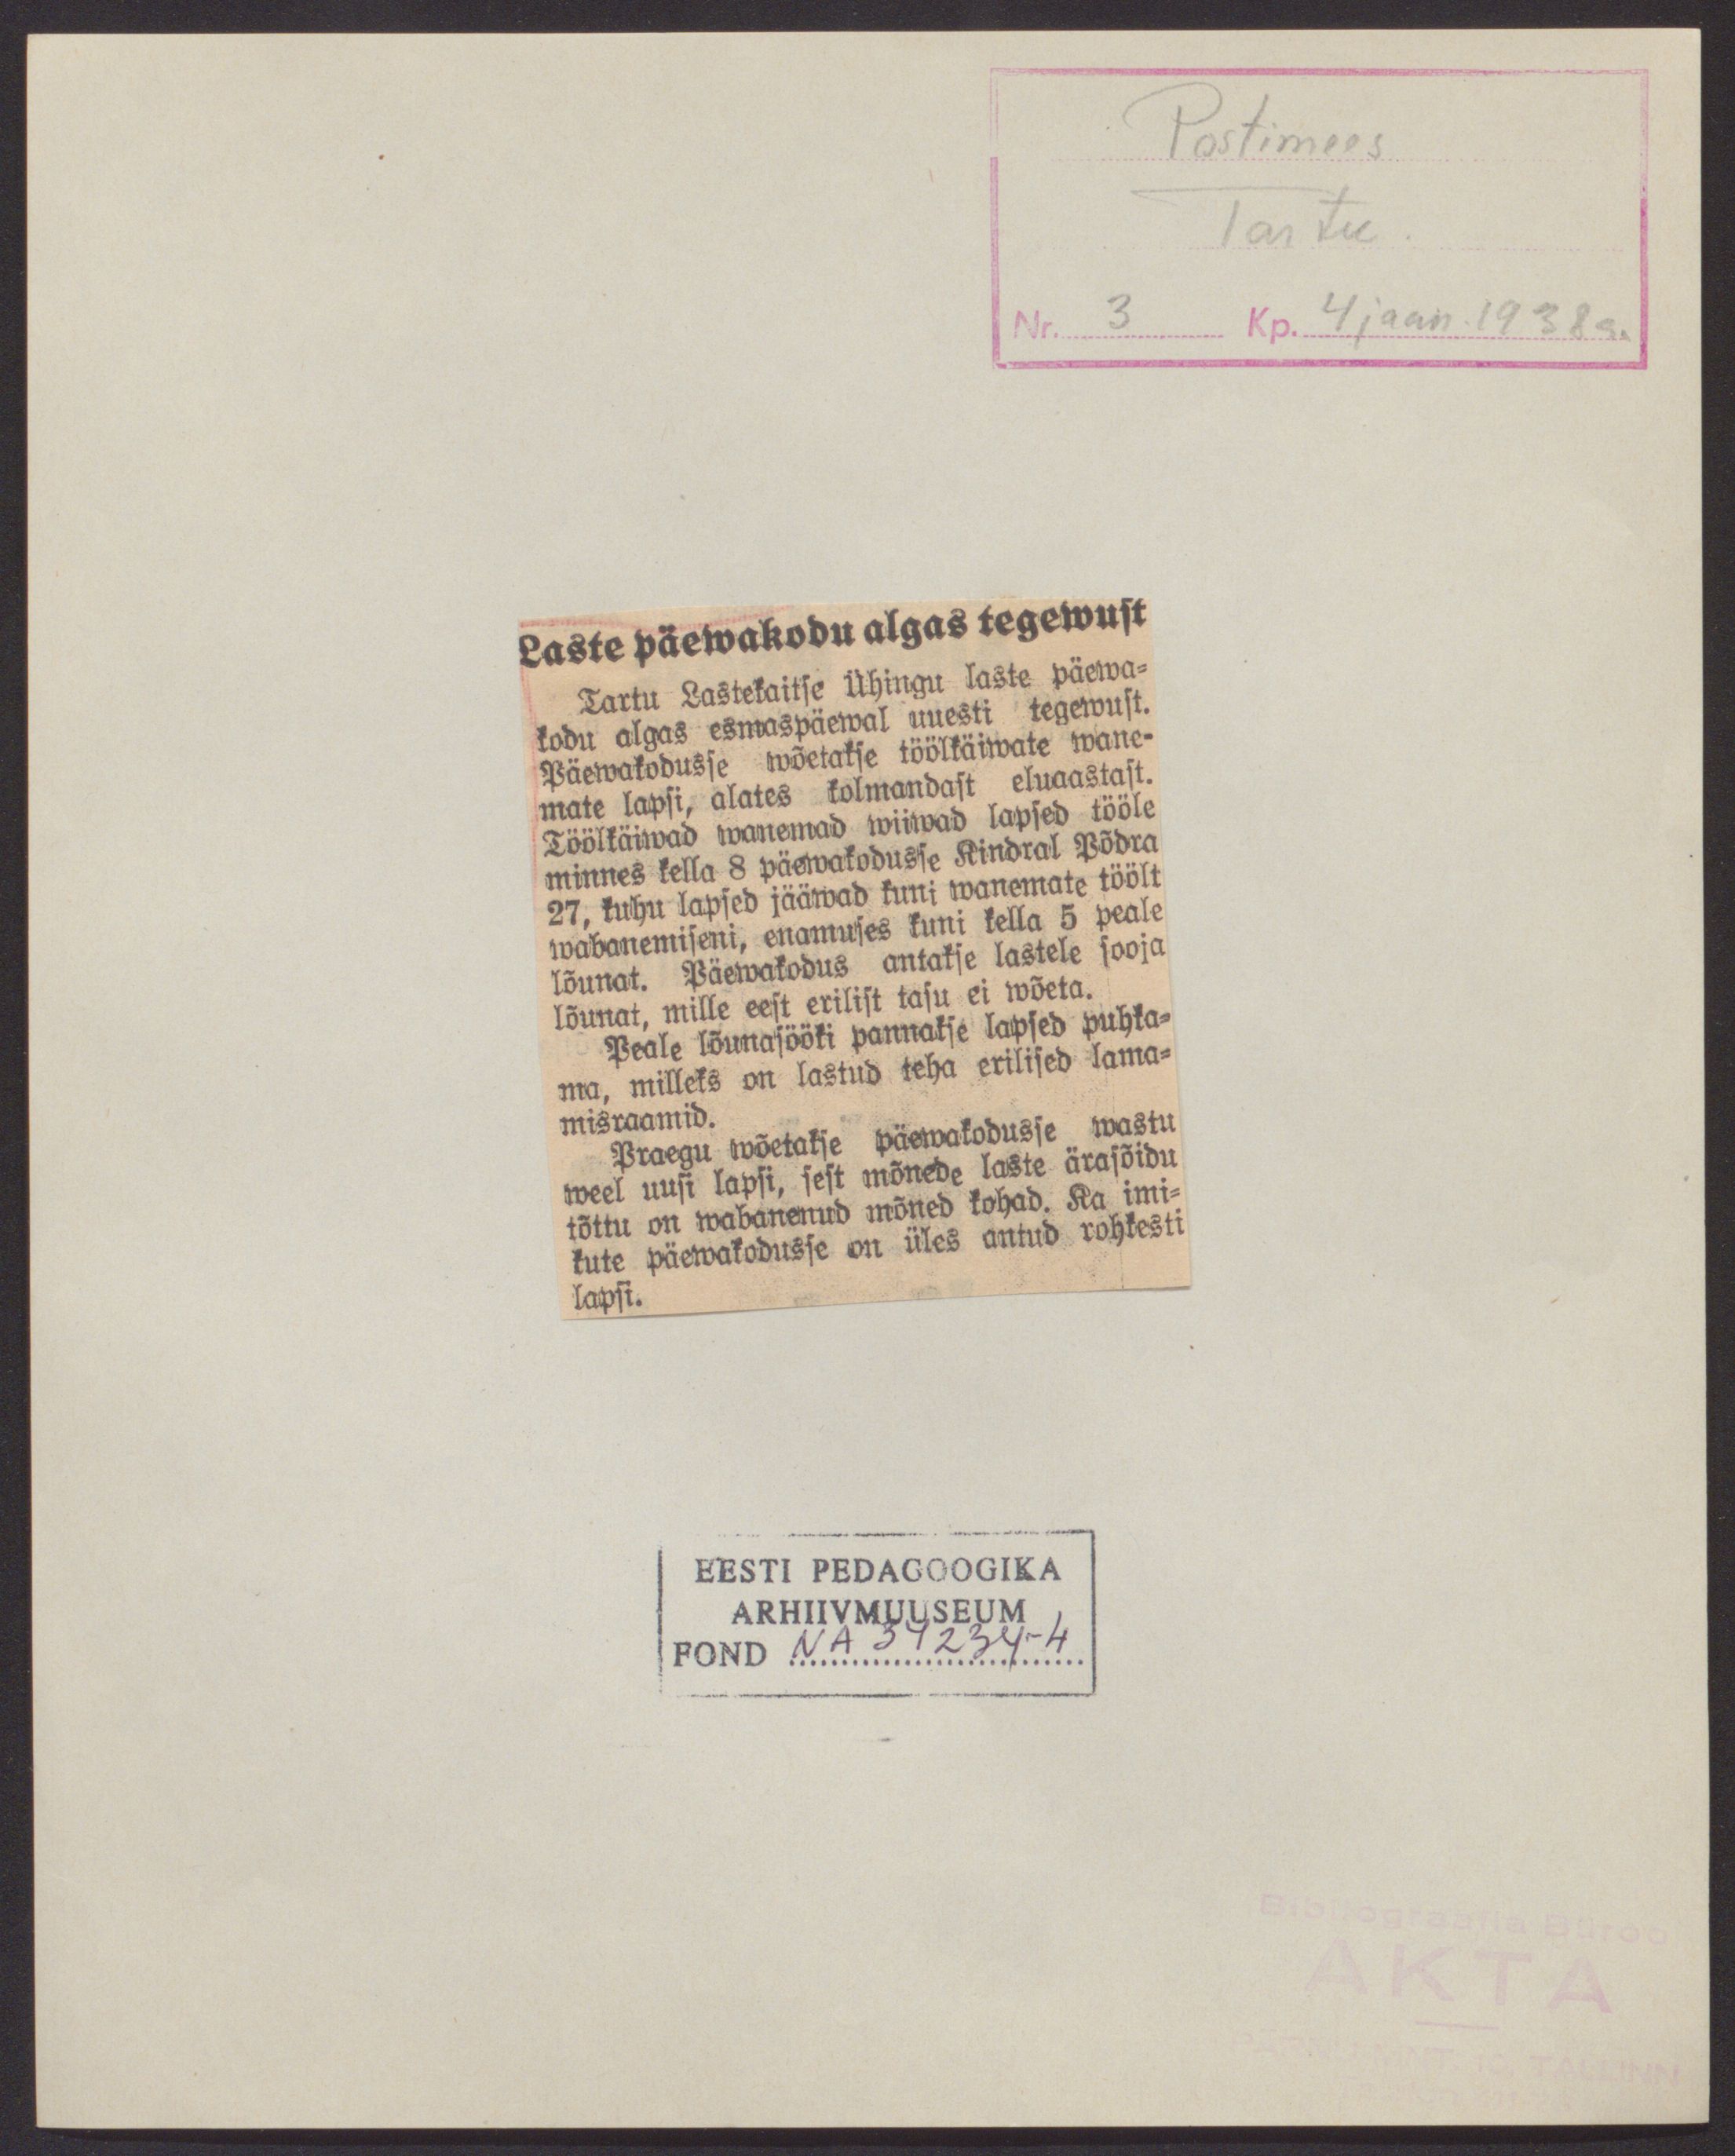 Postimees
Tartu.
Nr. 3 Kp. 4 jaan. 1938 a.
Laste päewakodu algas tegewust
Tartu Lastekaitse Ühingu laste päewa-
kodu algas esmaspäewal uuesti tegewust.
Päewakodusse wõetakse töölkäiwate wane-
mate lapsi, alates kolmandast eluaastast.
Töölkäiwad wanemad wiiwad lapsed tööle
minnes kella 8 päewakodusse Kindral Põdra
27, kuhu lapsed jääwad kuni wanemate töölt
wabanemiseni, enamuses kuni kella 5 peale
lõunat. Päewakodus antakse lastele sooja
lõunat, mille eest erilist tasu ei wõeta.
Peale lõunasööki pannakse lapsed puhka-
ma, milleks on lastud teha erilised lama-
misraamid.
Praegu wõetakse päewakodusse wastu
weel uusi lapsi, sest mõnede laste ärasõidu
tõttu on wabanenud mõned kohad. Ka imi-
kute päewakodusse on üles antud rohkesti
lapsi.
EESTI PEDAGOOGIKA
ARHIIVMUUSEUM
FOND NA 34234-4
Bibliograafia Büroo
AKTA
TALLINN